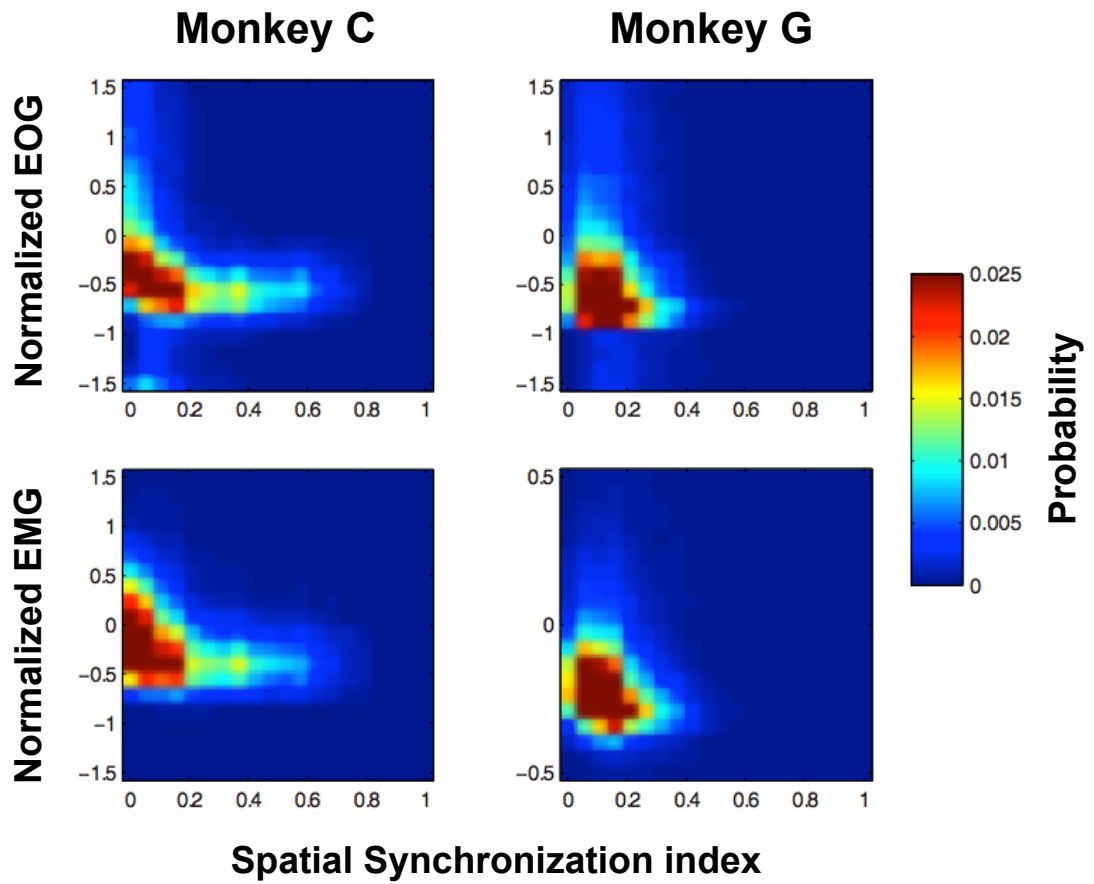 Monkey C Monkey G
Normalized EOG
1.5 1.5
1 1
0.5 0.5
0 0
−0.5 −0.5
−1 −1
−1.5 −1.5
0 0.2 0.4 0.6 0.8 1 0 0.2 0.4 0.6 0.8 1
0.025
0.02
0.015
0.01
0.005
0
Probability
Normalized EMG
1.5 0.5
1
0.5
0 0
−0.5
−1
−1.5 −0.5
0 0.2 0.4 0.6 0.8 1 0 0.2 0.4 0.6 0.8 1
Spatial Synchronization index